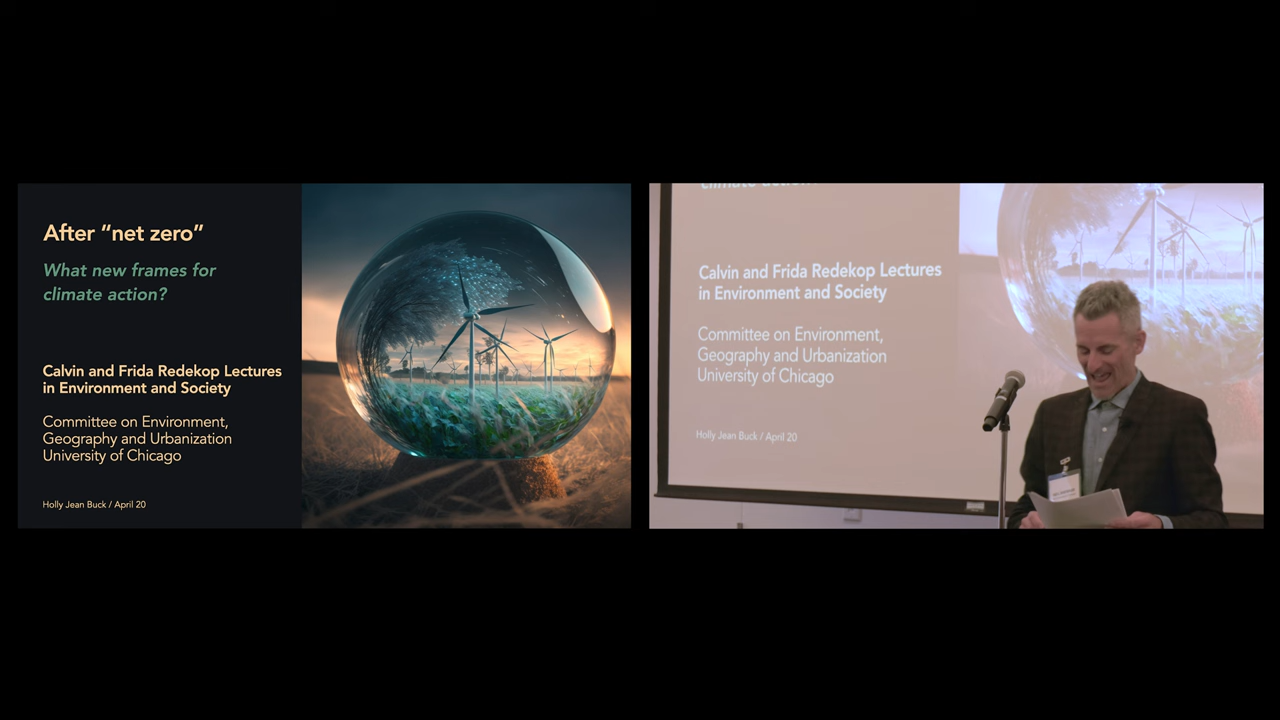 After “net zero”
What new frames for
climate action?
Calvin and Frida Redekop Lectures
in Environment and Society
Committee on Environment,
Geography and Urbanization
University of Chicago
Holly Jean Buck / April 20
climate action?
Calvin and Frida Redekop Lectures
in Environment and Society
Committee on Environment,
Geography and Urbanization
University of Chicago
Holly Jean Buck / April 20